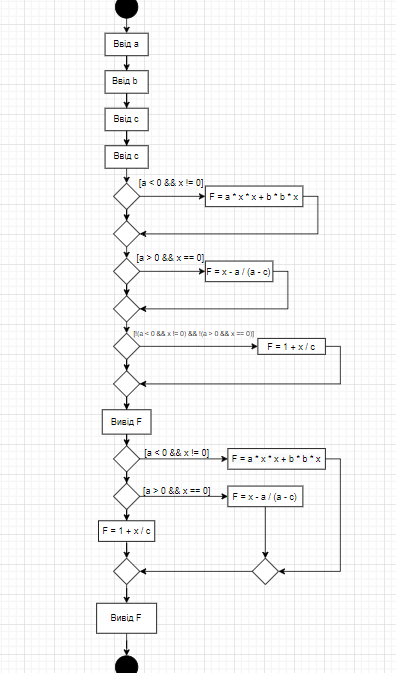 Ввід a
Ввід b
Ввід c
Ввід c
[a < 0 && x != 0]
F = a * x * x + b * b * x
[a > 0 && x == 0]
F = x - a / (a - c)
[!(a < 0 && x != 0) && !(a > 0 && x == 0)]
F = 1 + x / c
Вивід F
[a < 0 && x != 0]
F = a * x * x + b * b * x
[a > 0 && x == 0]
F = x - a / (a - c)
F = 1 + x / c
Вивід F